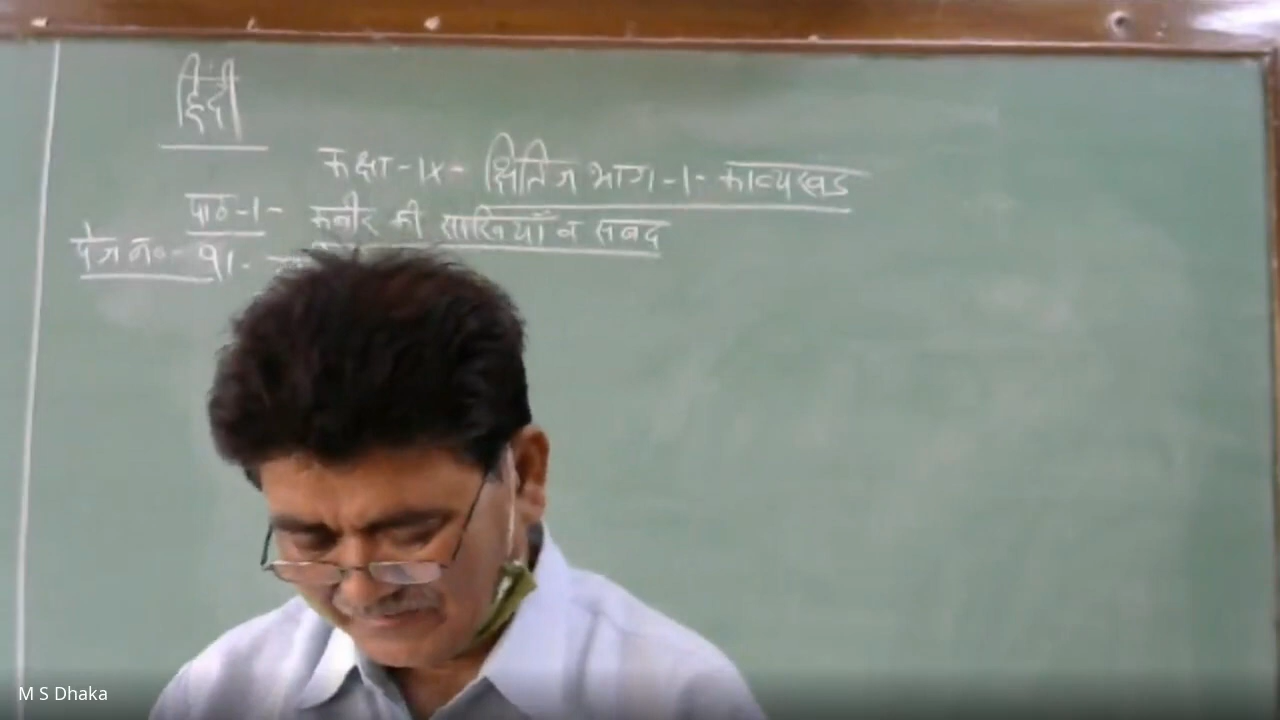 हिंदी
कक्षा-IX- क्षितिज भाग-1- काव्यखंड
पाठ-1- कबीर की साखियाँ व सबद
पेज नं०- 91.
M S Dhaka